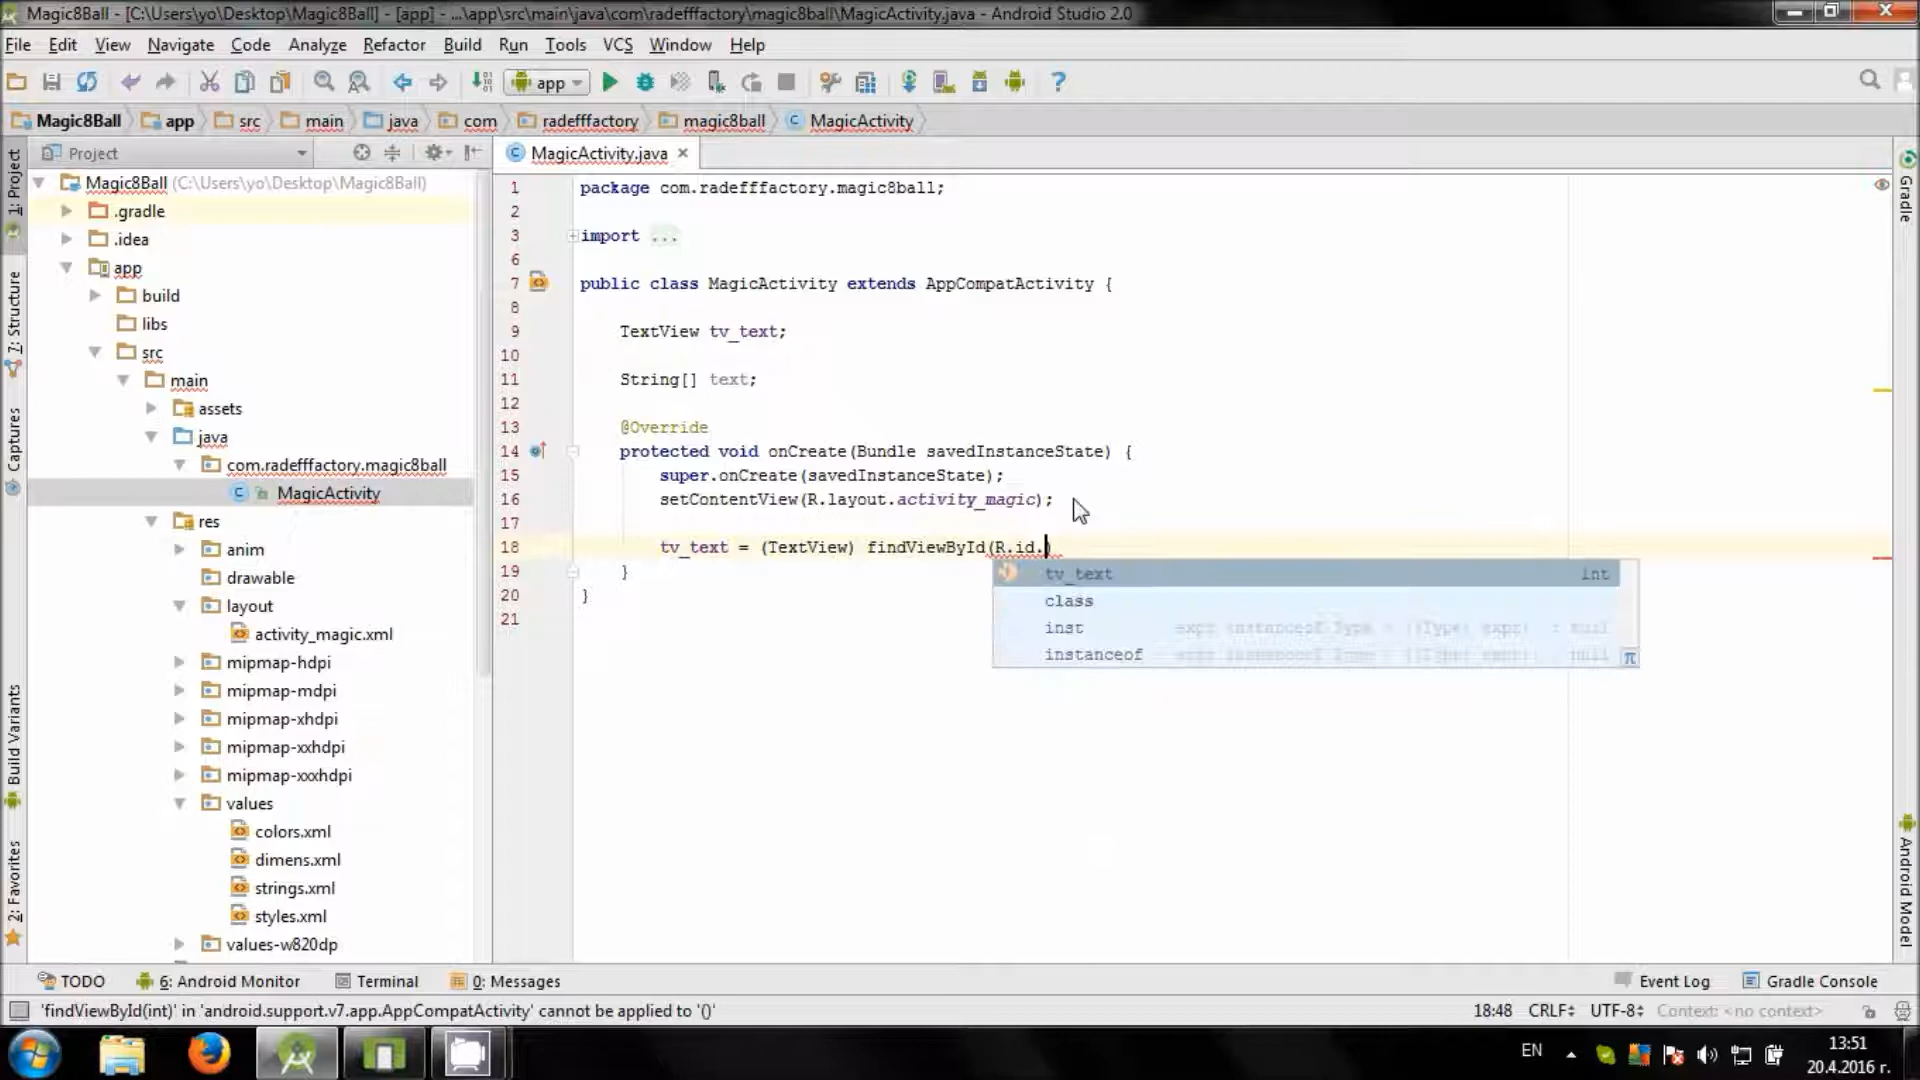 Magic8Ball - [C:\Users\yo\Desktop\Magic8Ball] - [app] - ...\app\src\main\java\com\radefffactory\magic8ball\MagicActivity.java - Android Studio 2.0
File Edit View Navigate Code Analyze Refactor Build Run Tools VCS Window Help
app
Magic8Ball app src main java com radefffactory magic8ball MagicActivity
Project
MagicActivity.java
1: Project
7: Structure
Captures
Build Variants
2: Favorites
Magic8Ball (C:\Users\yo\Desktop\Magic8Ball)
.gradle
.idea
app
build
libs
src
main
assets
java
com.radefffactory.magic8ball
MagicActivity
res
anim
drawable
layout
activity_magic.xml
mipmap-hdpi
mipmap-mdpi
mipmap-xhdpi
mipmap-xxhdpi
mipmap-xxxhdpi
values
colors.xml
dimens.xml
strings.xml
styles.xml
values-w820dp
1 package com.radefffactory.magic8ball;
2
3 import ...
6
7 public class MagicActivity extends AppCompatActivity {
8
9 TextView tv_text;
10
11 String[] text;
12
13 @Override
14 protected void onCreate(Bundle savedInstanceState) {
15 super.onCreate(savedInstanceState);
16 setContentView(R.layout.activity_magic);
17
18 tv_text = (TextView) findViewById(R.id.)
19 }
20 }
21
tv_text int
class
inst
instanceof
π
Gradle
Android Model
TODO 6: Android Monitor Terminal 0: Messages Event Log Gradle Console
'findViewById(int)' in 'android.support.v7.app.AppCompatActivity' cannot be applied to '()' 18:48 CRLF UTF-8 Context: <no context>
EN
13:51
20.4.2016 г.